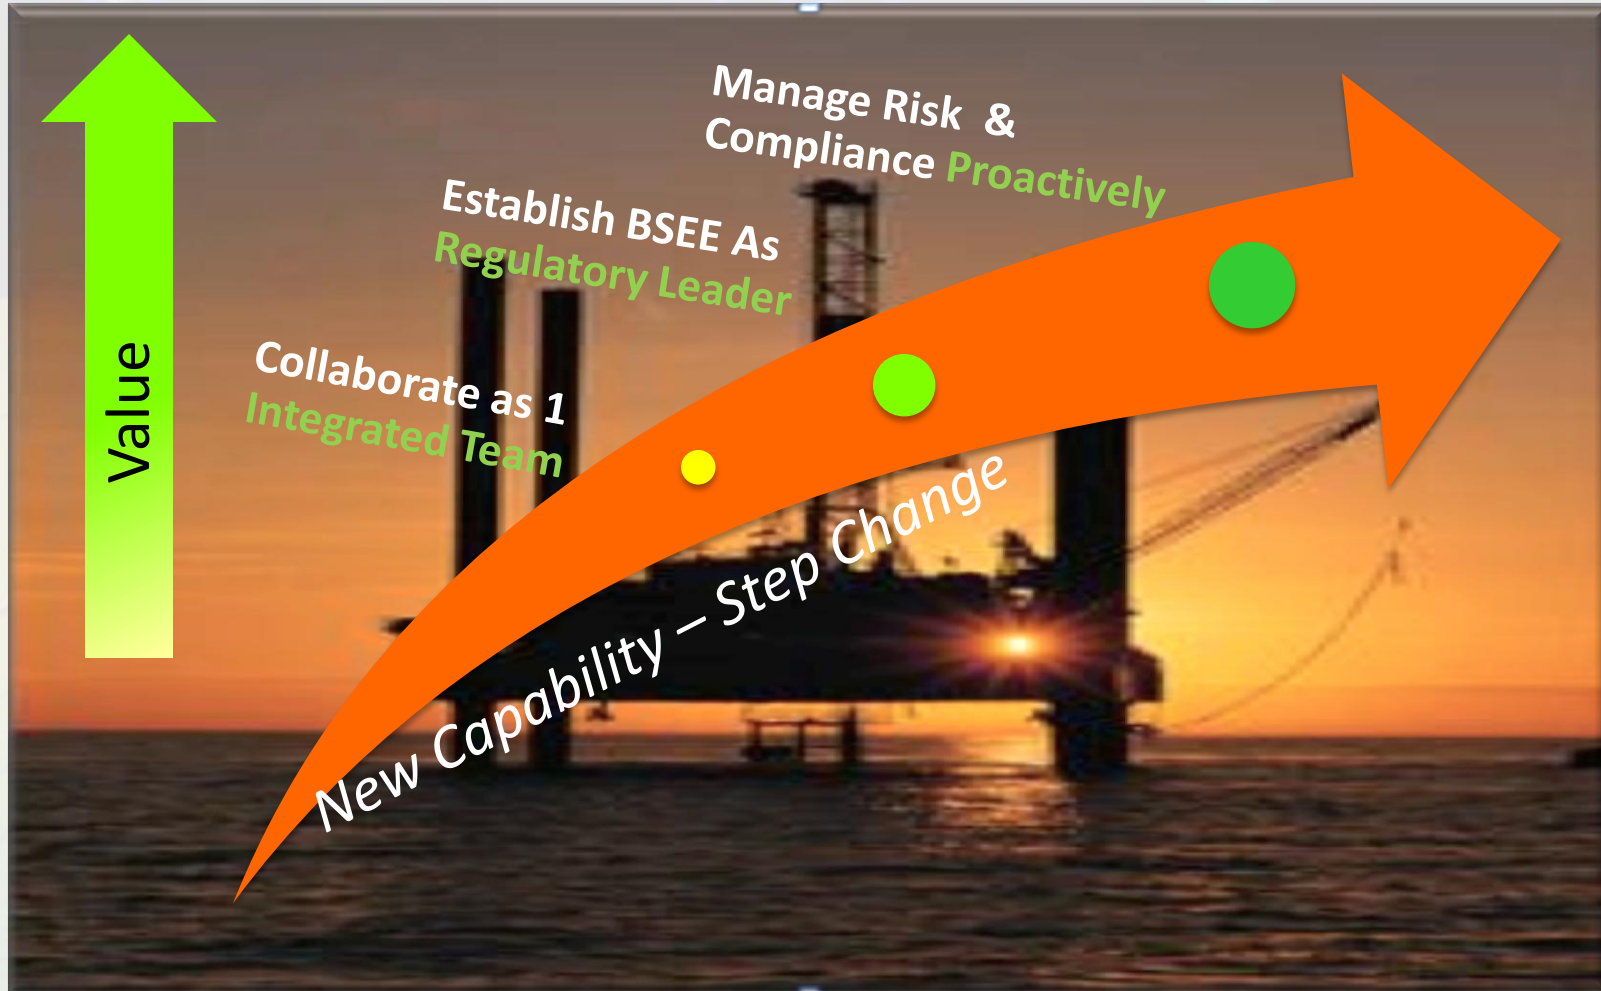 Manage Risk & 
Compliance Proactively
Establish BSEE As
Regulatory Leader
Collaborate as 1
Integrated Team
Value
New Capability – Step Change